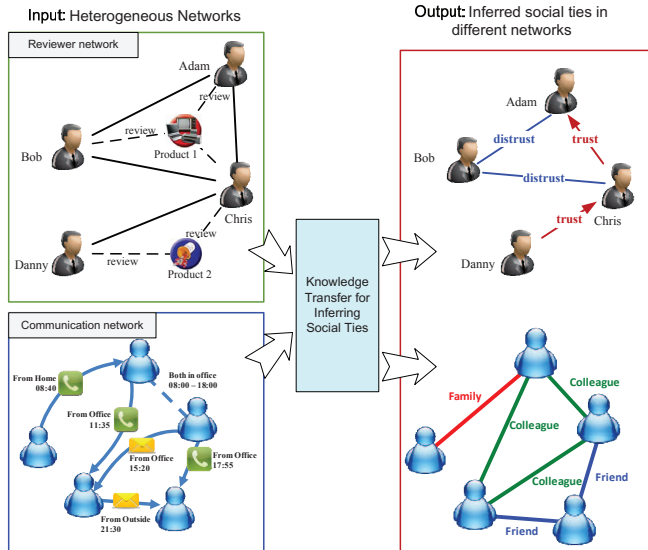 Input: Heterogeneous Networks
Reviewer network
Adam
review
review
Product 1
Bob
Chris
review
Danny
review
Product 2
Communication network
From Home
08:40
Both in office
08:00 – 18:00
From Office
11:35
From Office
15:20
From Office
17:55
From Outside
21:30
Knowledge
Transfer for
Inferring
Social Ties
Output: Inferred social ties in
different networks
Adam
distrust
trust
Bob
distrust
Chris
trust
Danny
Family
Colleague
Colleague
Colleague
Friend
Friend